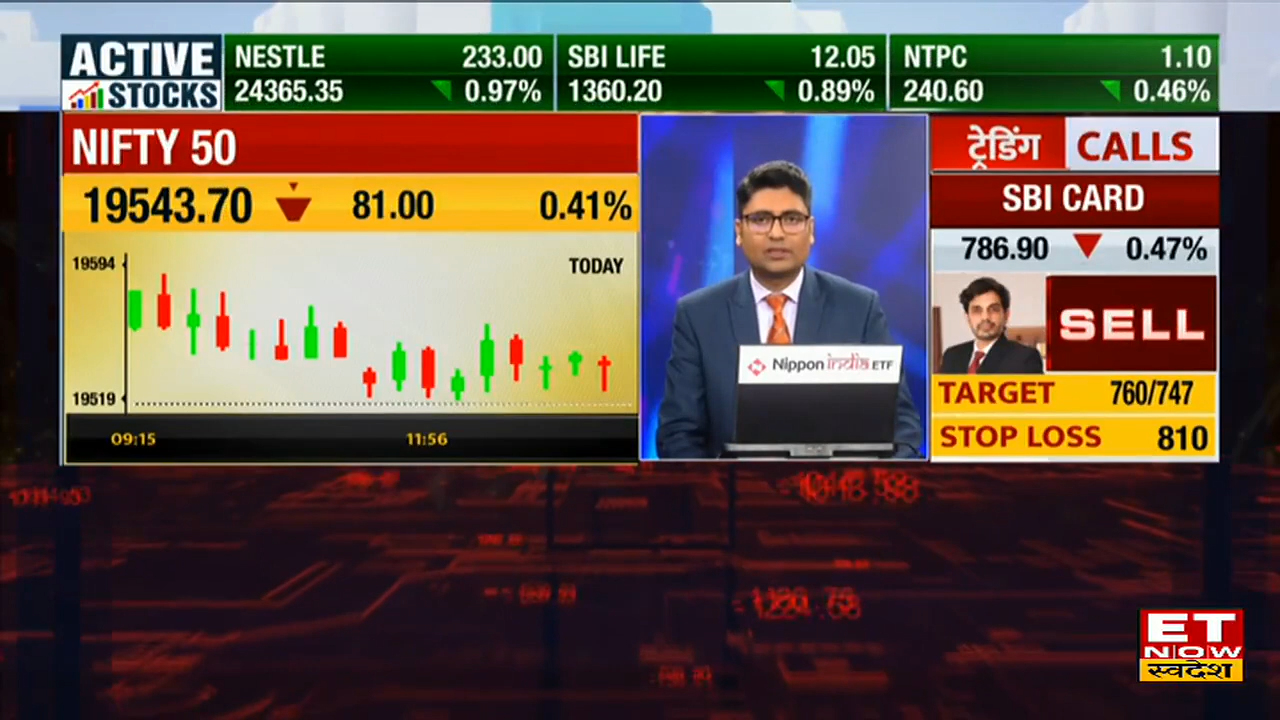 ACTIVE
STOCKS
NESTLE 233.00
24365.35 0.97%
SBI LIFE 12.05
1360.20 0.89%
NTPC 1.10
240.60 0.46%
NIFTY 50
19543.70 81.00 0.41%
19594 TODAY
19519
09:15 11:56
Nippon india ETF
ट्रेडिंग CALLS
SBI CARD
786.90 0.47%
SELL
TARGET 760/747
STOP LOSS 810
ET
NOW
स्वदेश